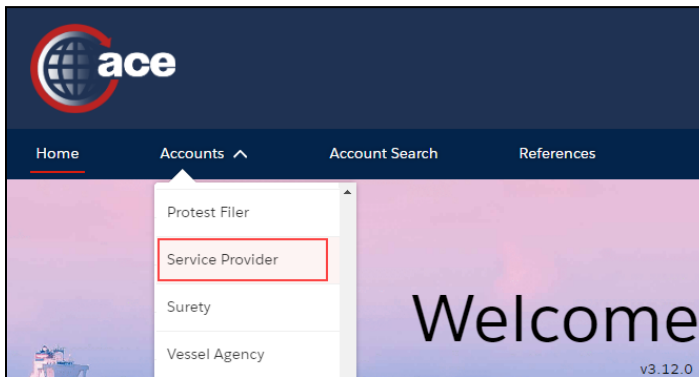 ace
Home Accounts Account Search References
Protest Filer
Service Provider
Surety
Vessel Agency
Welcome
v3.12.0